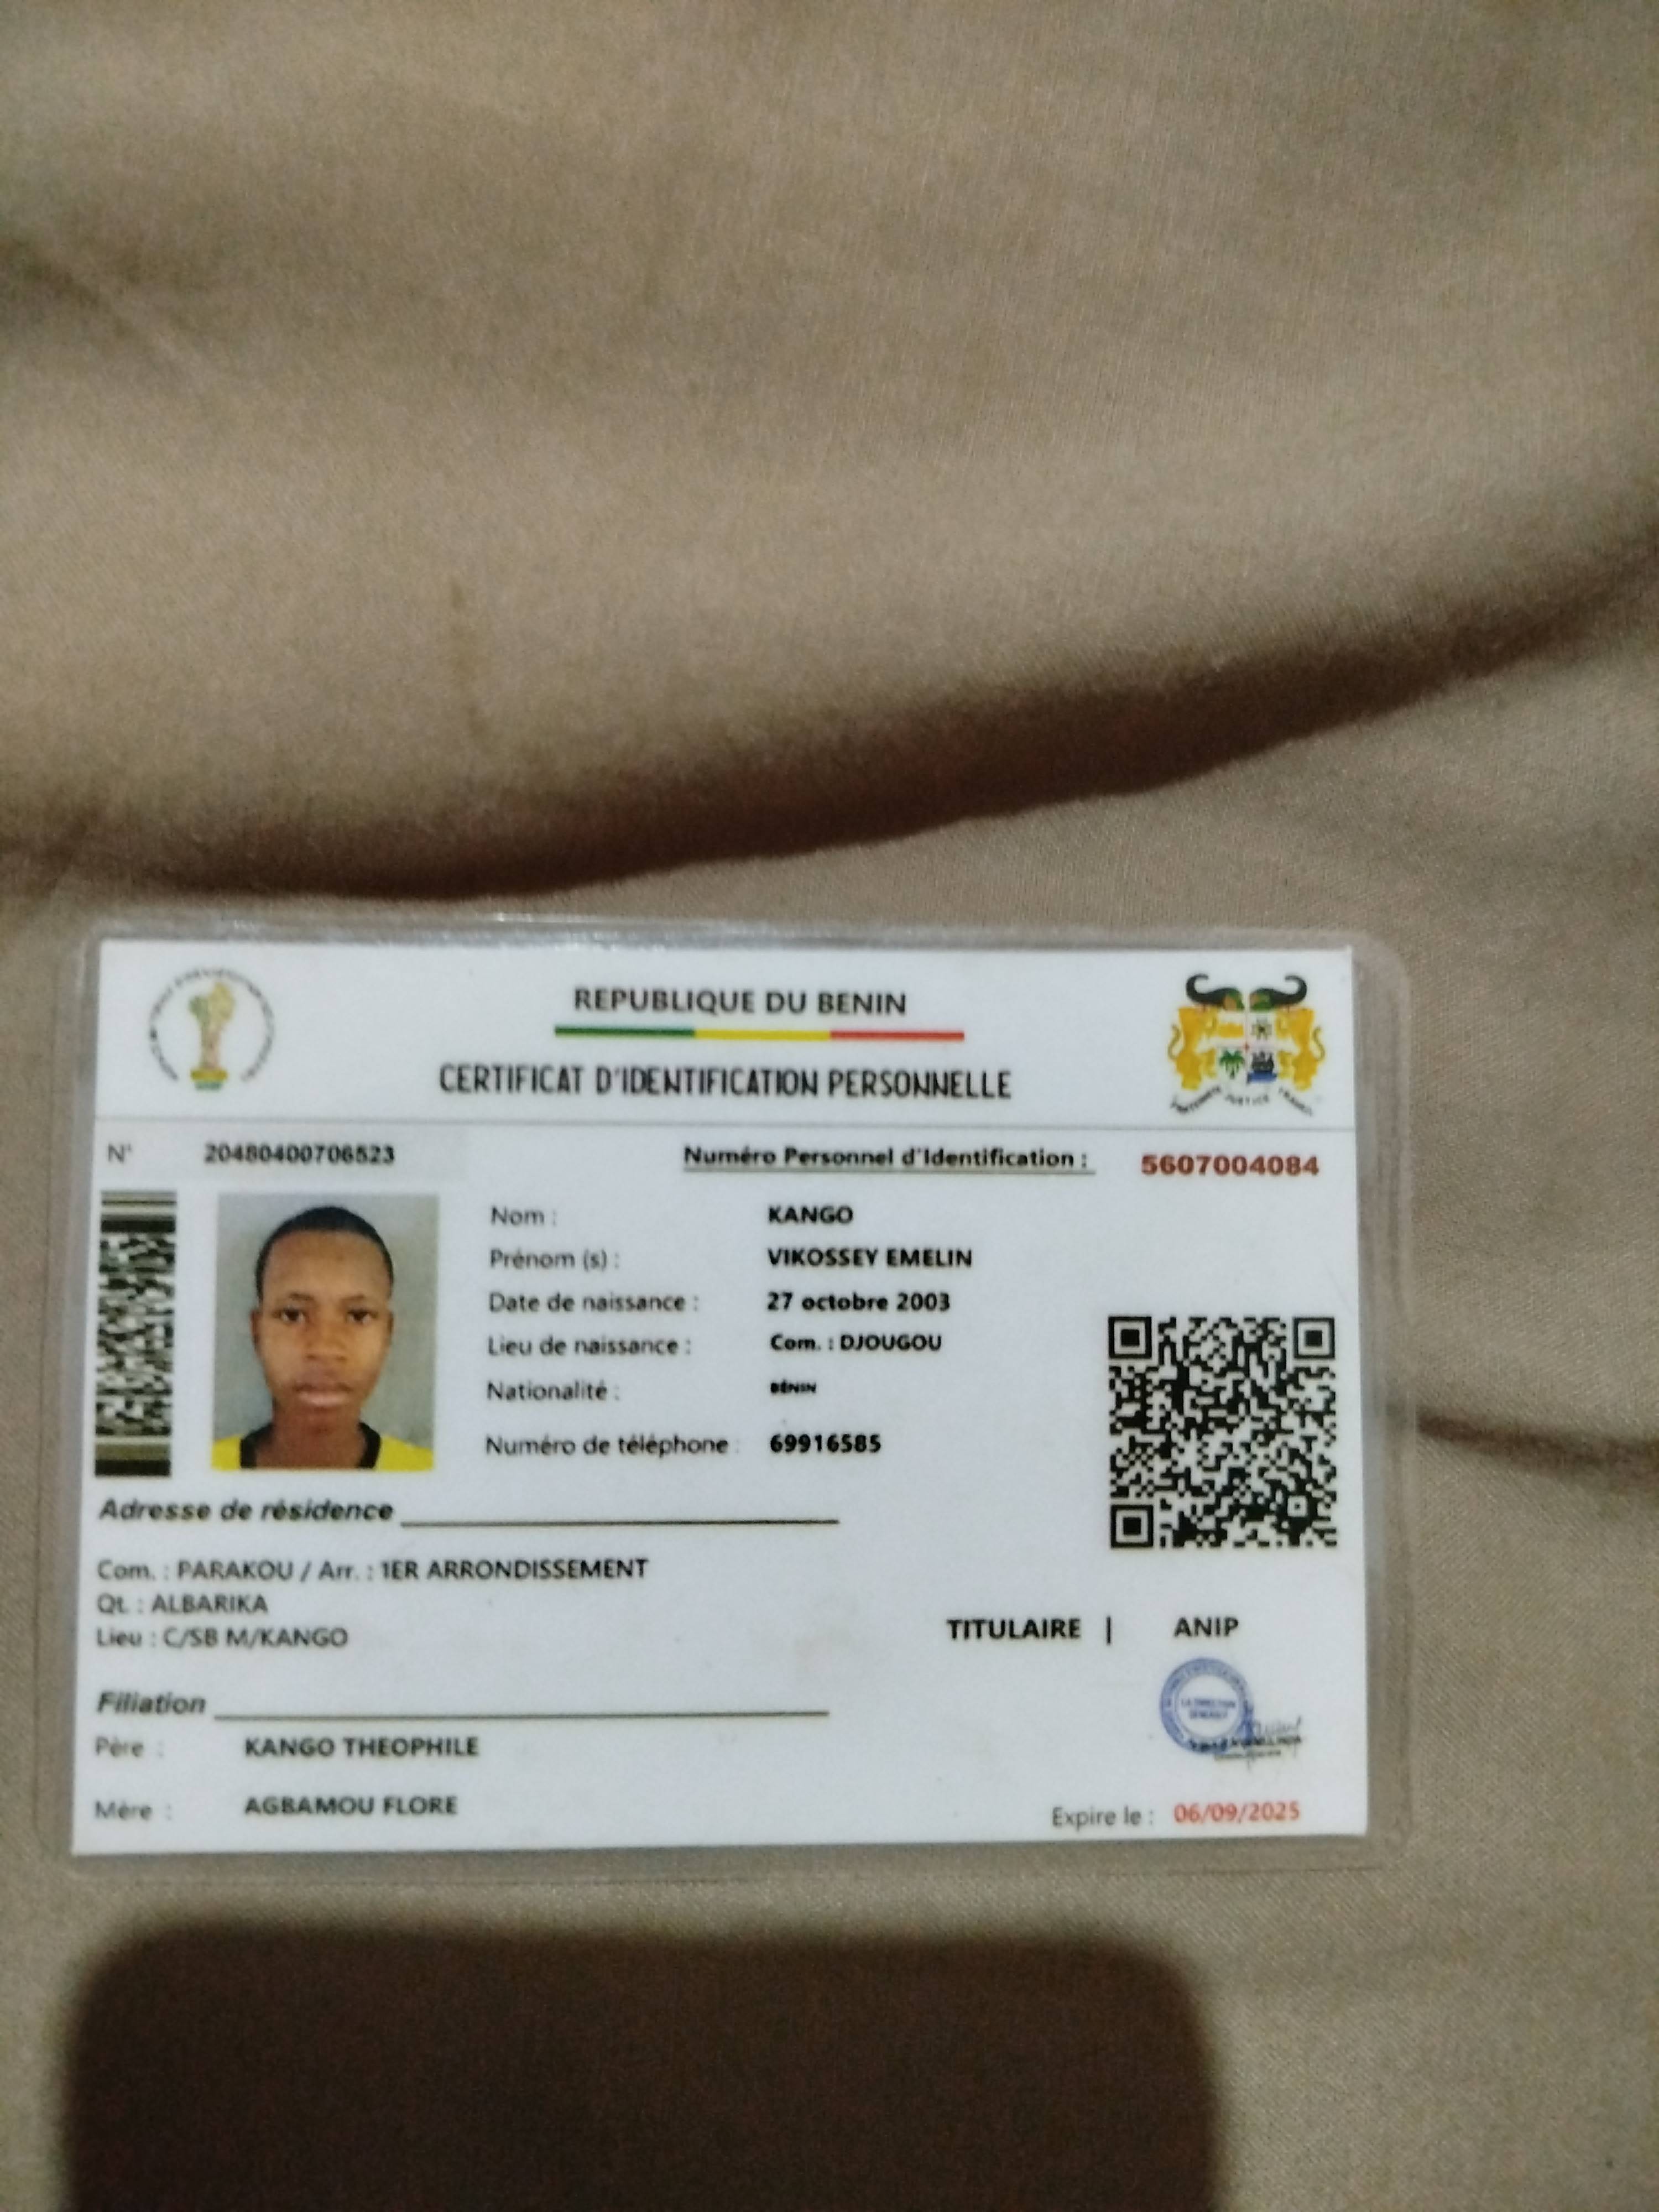 REPUBLIQUE DU BENIN
CERTIFICAT D'IDENTIFICATION PERSONNELLE
N° 20480400706523
Numéro Personnel d'Identification : 5607004084
Nom : KANGO
Prénom (s) : VIKOSSEY EMELIN
Date de naissance : 27 octobre 2003
Lieu de naissance : Com. : DJOUGOU
Nationalité : BÉNIN
Numéro de téléphone : 69916585
Adresse de résidence
Com. : PARAKOU / Arr. : 1ER ARRONDISSEMENT
Qt. : ALBARIKA
Lieu : C/SB M/KANGO
TITULAIRE | ANIP
LA DIRECTION
Filiation
Père : KANGO THEOPHILE
Mère : AGBAMOU FLORE
Expire le : 06/09/2025